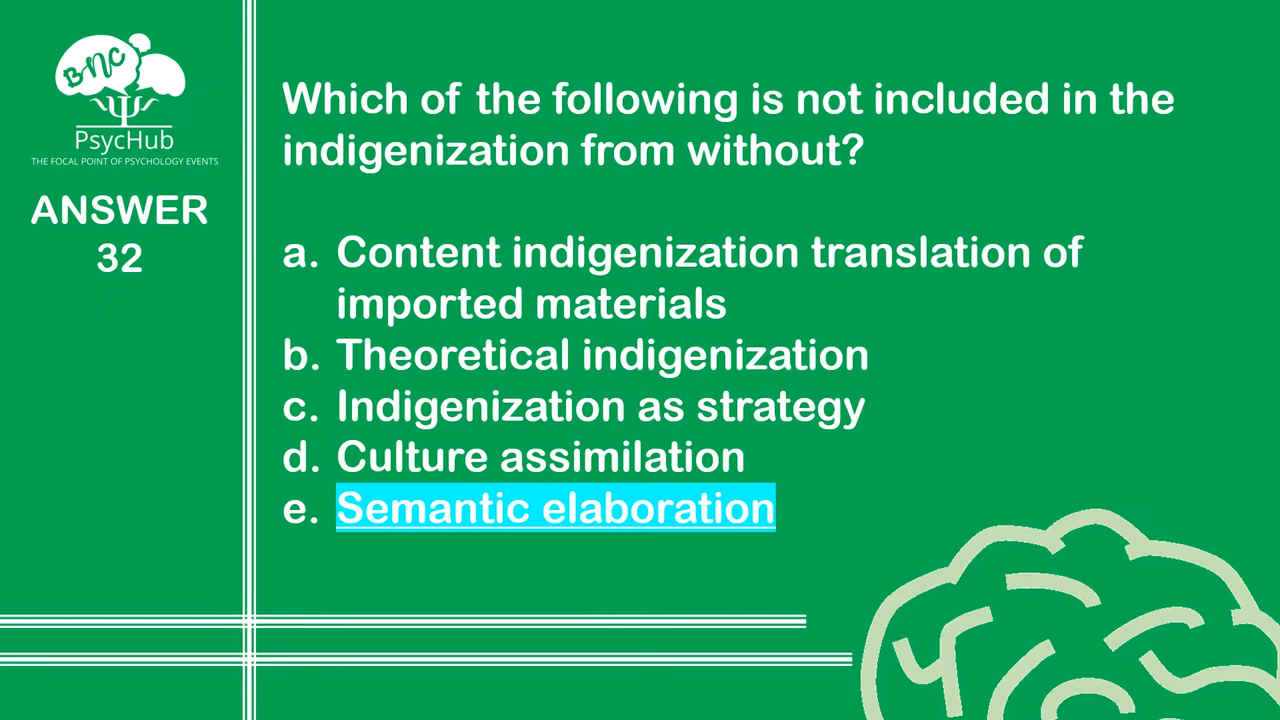 BNC
PsycHub
THE FOCAL POINT OF PSYCHOLOGY EVENTS
ANSWER
32
Which of the following is not included in the
indigenization from without?
a. Content indigenization translation of
imported materials
b. Theoretical indigenization
c. Indigenization as strategy
d. Culture assimilation
e. Semantic elaboration